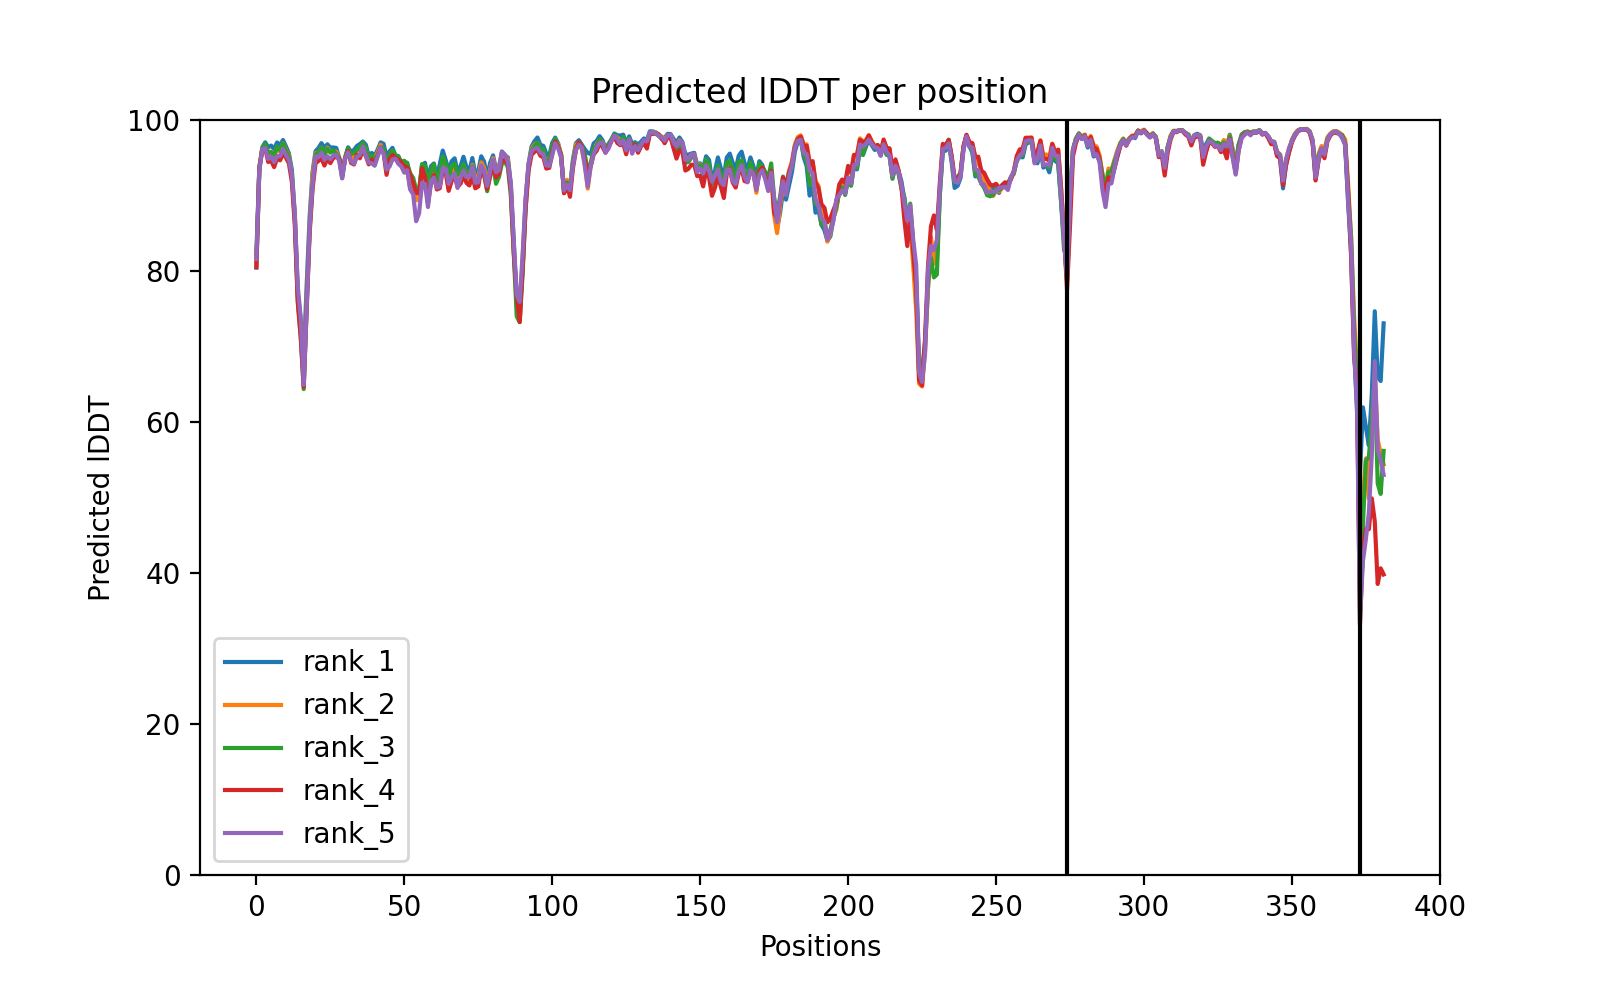 Predicted lDDT per position
100
80
60
40
20
0
Predicted lDDT
rank_1
rank_2
rank_3
rank_4
rank_5
0 50 100 150 200 250 300 350 400
Positions